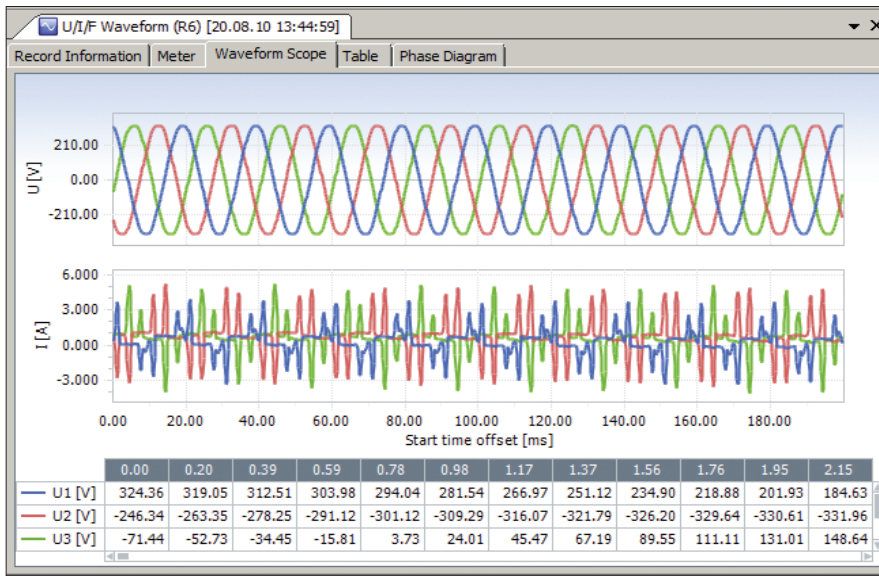 U/I/F Waveform (R6) [20.08.10 13:44:59]
Record Information Meter Waveform Scope Table Phase Diagram
210.00
0.00
-210.00
U [V]
6.000
3.000
0.000
-3.000
I [A]
0.00 20.00 40.00 60.00 80.00 100.00 120.00 140.00 160.00 180.00
Start time offset [ms]
0.00 0.20 0.39 0.59 0.78 0.98 1.17 1.37 1.56 1.76 1.95 2.15
U1 [V] 324.36 319.05 312.51 303.98 294.04 281.54 266.97 251.12 234.90 218.88 201.93 184.63
U2 [V] -246.34 -263.35 -278.25 -291.12 -301.12 -309.29 -316.07 -321.79 -326.20 -329.64 -330.61 -331.96
U3 [V] -71.44 -52.73 -34.45 -15.81 3.73 24.01 45.47 67.19 89.55 111.11 131.01 148.64